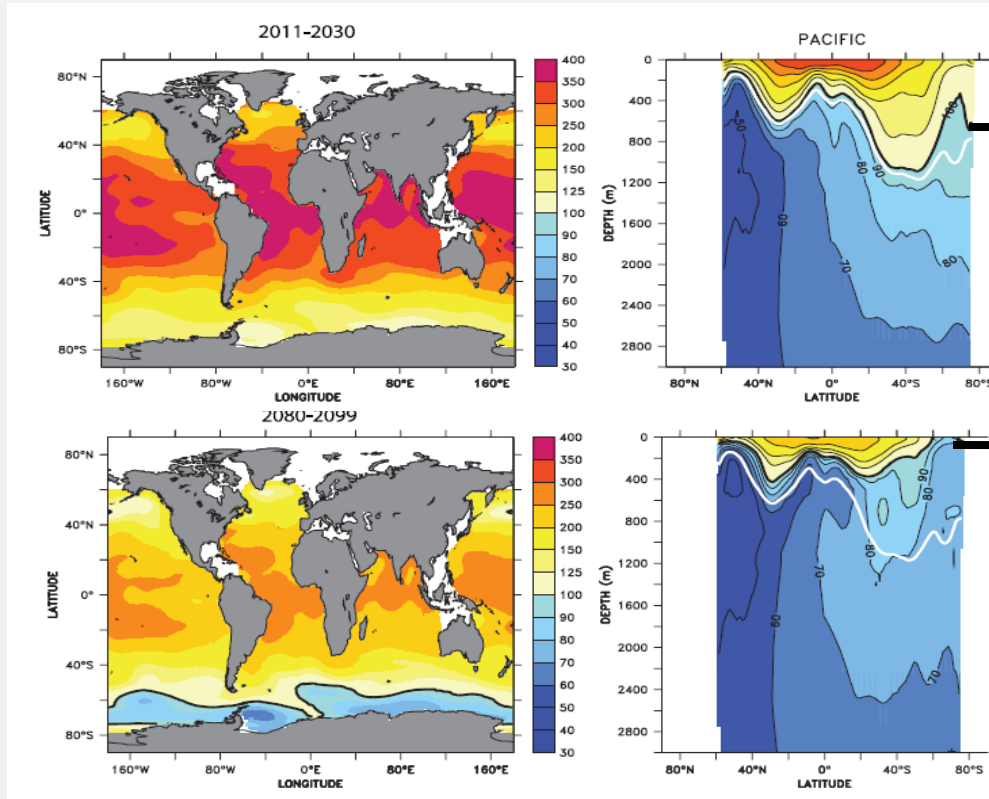 2011-2030
80°N
40°N
0°
40°S
80°S
LATITUDE
160°W
80°W
0°E
80°E
160°E
LONGITUDE
400
350
300
250
200
150
125
100
90
80
70
60
50
40
30
PACIFIC
0
400
800
1200
1600
2000
2400
2800
DEPTH (m)
80°N
40°N
0°
40°S
80°S
LATITUDE
50
60
70
80
90
100
80
2080-2099
80°N
40°N
0°
40°S
80°S
LATITUDE
160°W
80°W
0°E
80°E
160°E
LONGITUDE
400
350
300
250
200
150
125
100
90
80
70
60
50
40
30
0
400
800
1200
1600
2000
2400
2800
DEPTH (m)
80°N
40°N
0°
40°S
80°S
LATITUDE
60
70
80
90
80
70